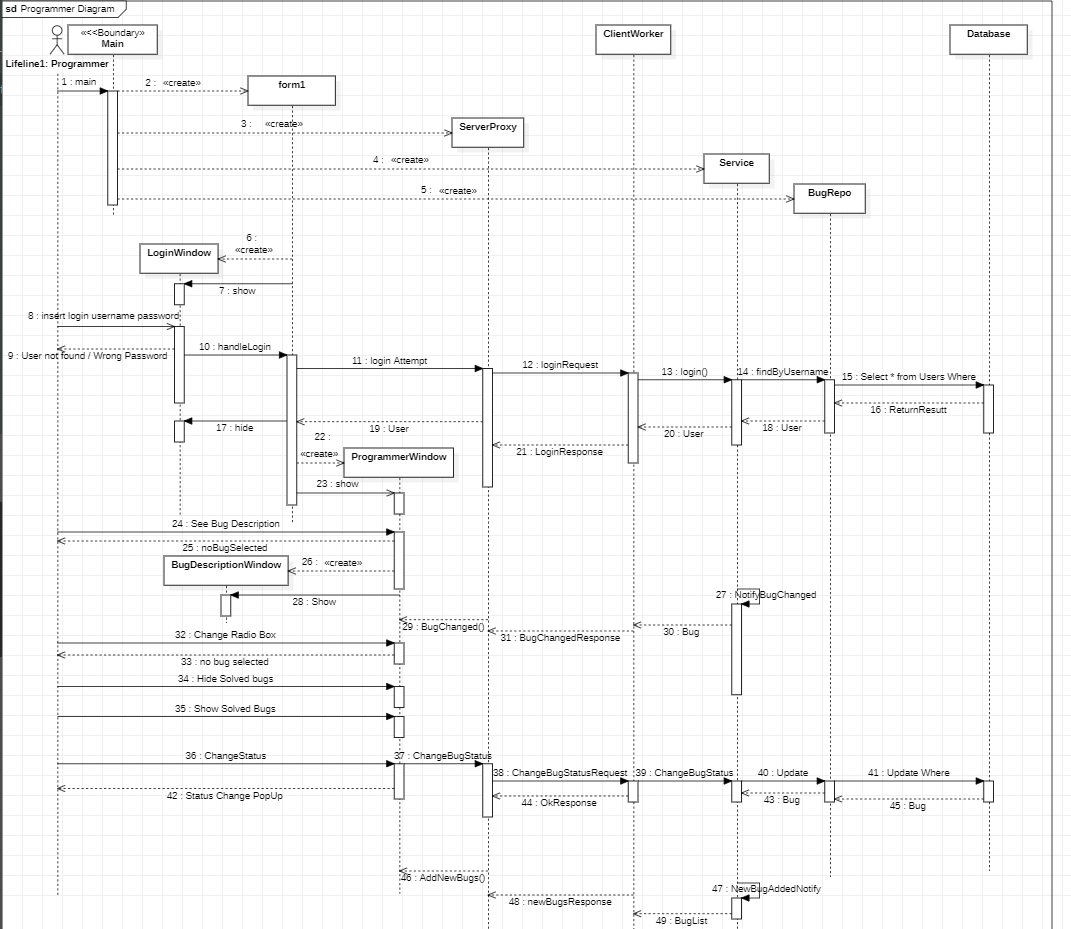 sd Programmer Diagram
«<<Boundary»
Main
ClientWorker
Database
Lifeline1: Programmer
1 : main
2 : «create»
form1
3 : «create»
ServerProxy
4 : «create»
Service
5 : «create»
BugRepo
6 :
«create»
LoginWindow
7 : show
8 : insert login username password
9 : User not found / Wrong Password
10 : handleLogin
11 : login Attempt
12 : loginRequest
13 : login()
14 : findByUsername
15 : Select * from Users Where
16 : ReturnResutt
17 : hide
18 : User
19 : User
20 : User
21 : LoginResponse
22 :
«create»
ProgrammerWindow
23 : show
24 : See Bug Description
25 : noBugSelected
BugDescriptionWindow
26 : «create»
27 : NotifyBugChanged
28 : Show
29 : BugChanged()
30 : Bug
31 : BugChangedResponse
32 : Change Radio Box
33 : no bug selected
34 : Hide Solved bugs
35 : Show Solved Bugs
36 : ChangeStatus
37 : ChangeBugStatus
38 : ChangeBugStatusRequest
39 : ChangeBugStatus
40 : Update
41 : Update Where
42 : Status Change PopUp
43 : Bug
44 : OkResponse
45 : Bug
46 : AddNewBugs()
47 : NewBugAddedNotify
48 : newBugsResponse
49 : BugList